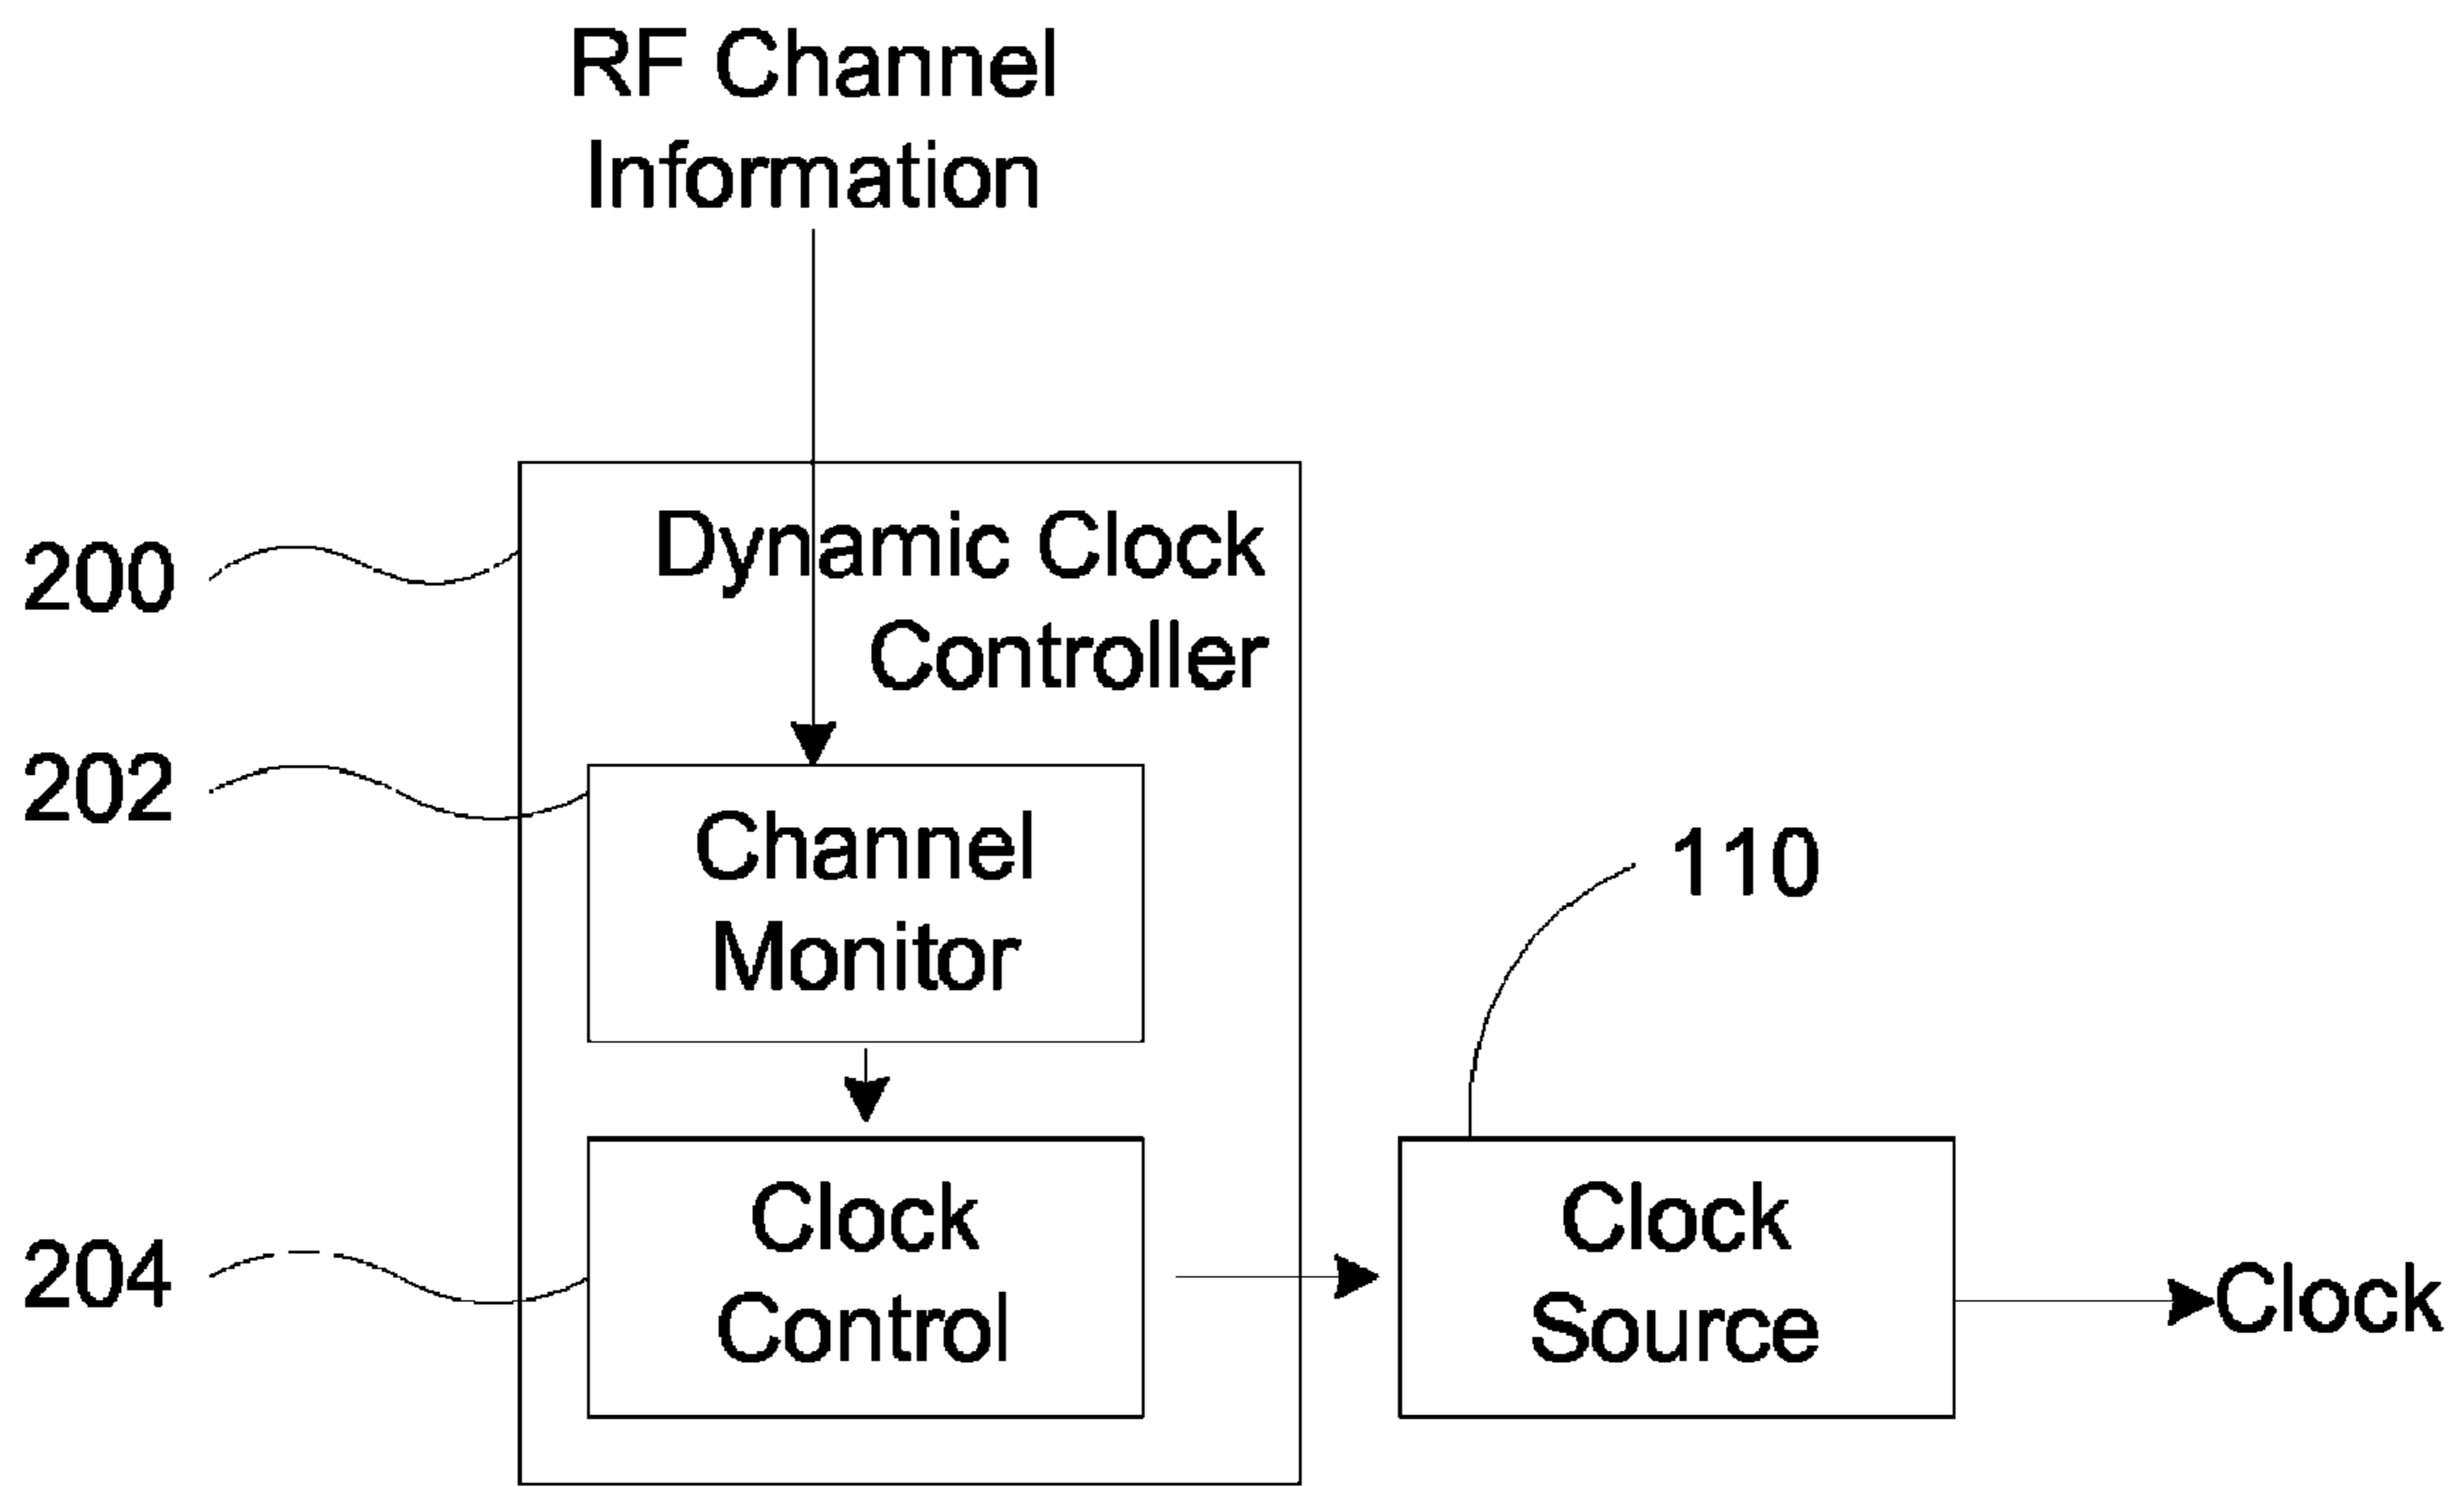 RF Channel
Information
200
Dynamic Clock
Controller
202
Channel
Monitor
110
204
Clock
Control
Clock
Source
Clock